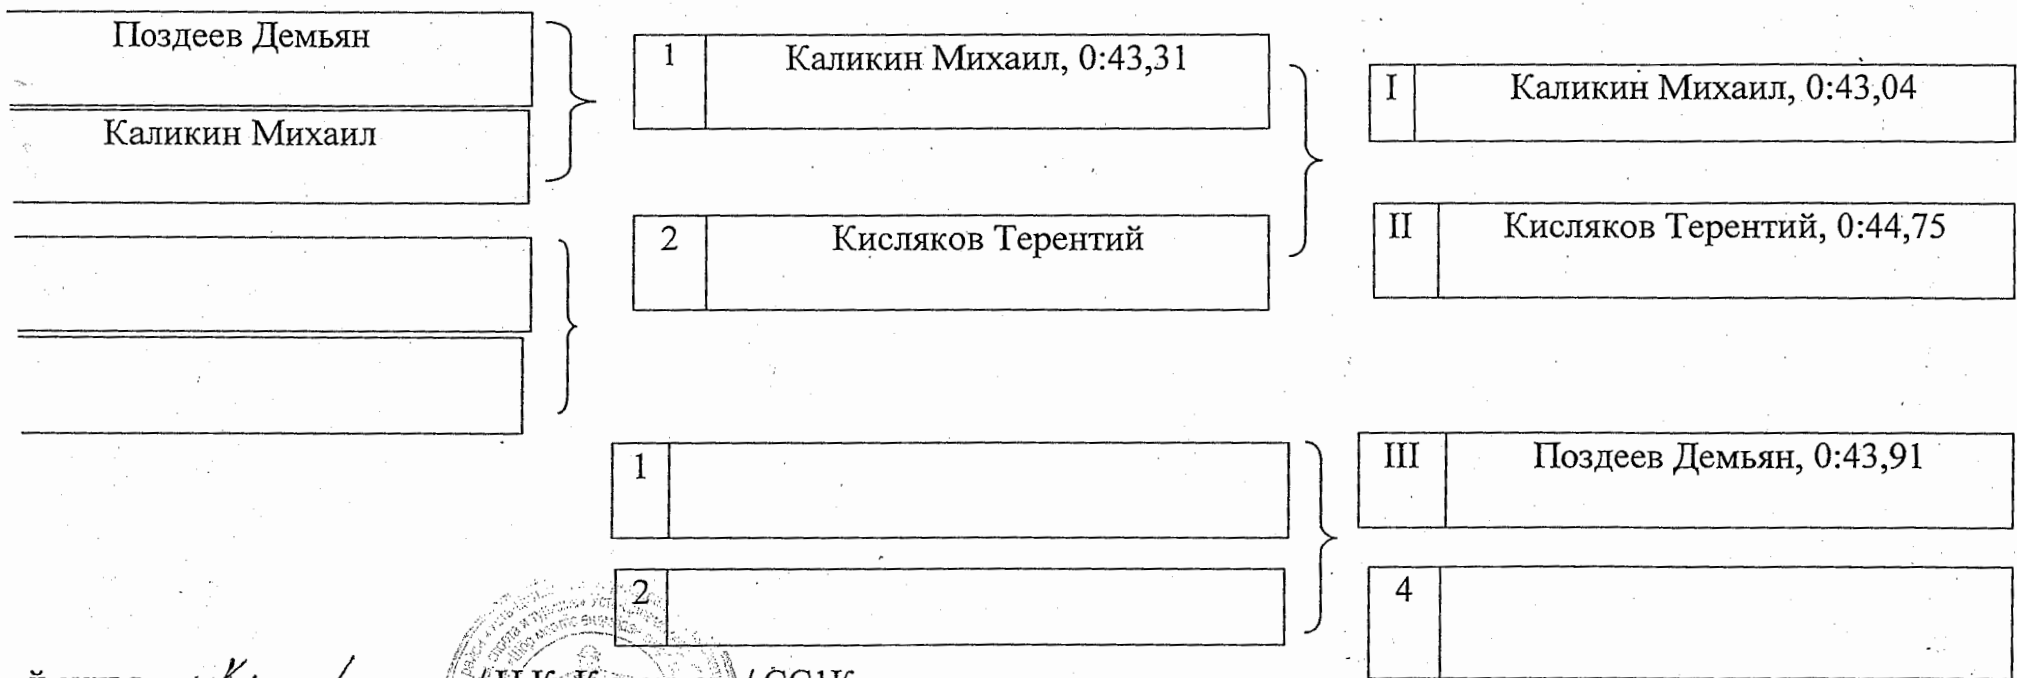 Поздеев Демьян
Каликин Михаил
1 Каликин Михаил, 0:43,31
2 Кисляков Терентий
I Каликин Михаил, 0:43,04
II Кисляков Терентий, 0:44,75
1
2
III Поздеев Демьян, 0:43,91
4